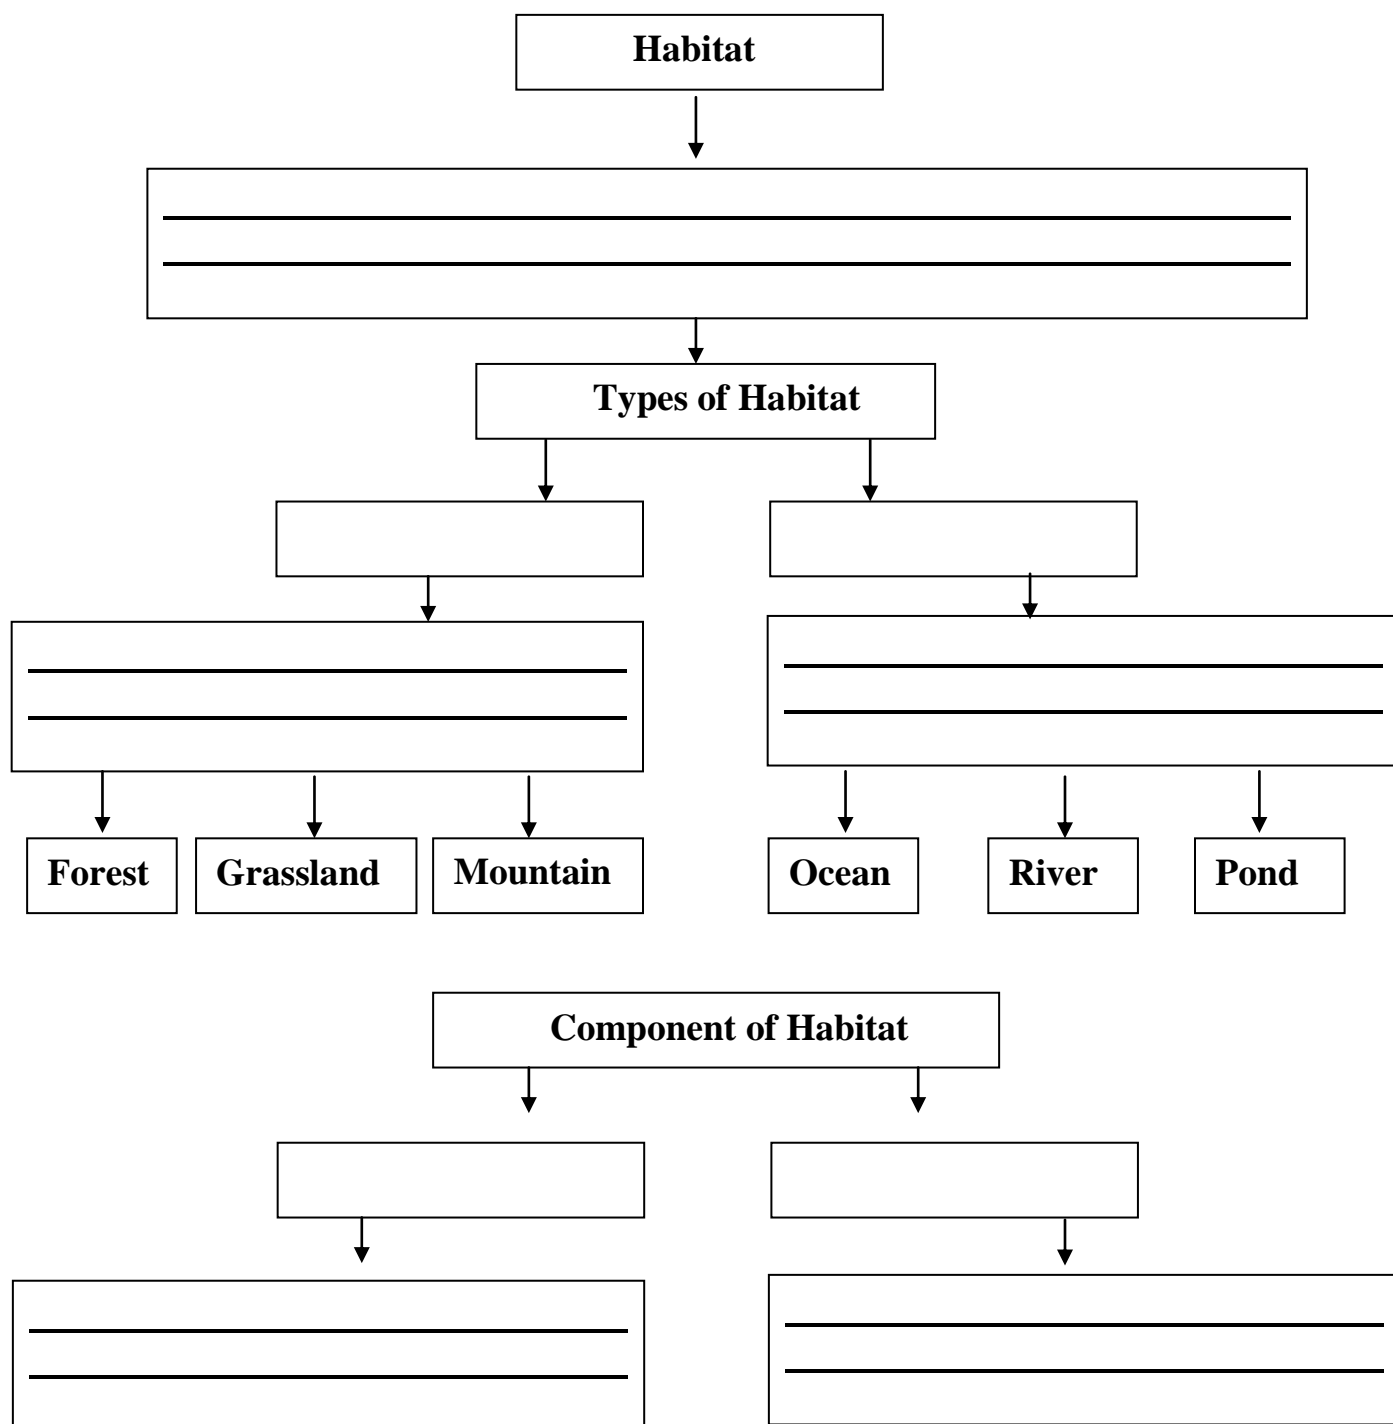 Habitat
Types of Habitat
Forest
Grassland
Mountain
Ocean
River
Pond
Component of Habitat